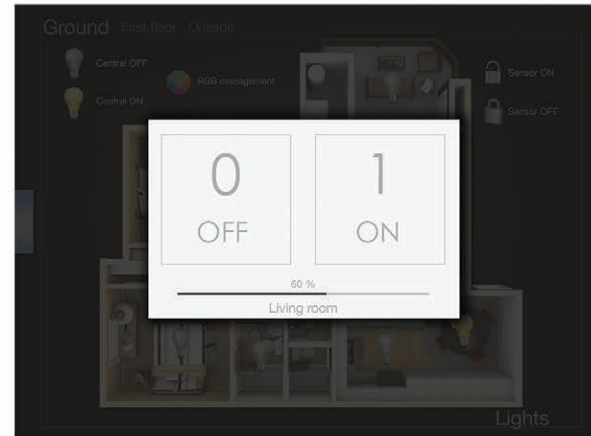 Ground First floor Outside
Central OFF
Central ON
RGB management
Sensor ON
Sensor OFF
0
OFF
1
ON
60 %
Living room
Lights